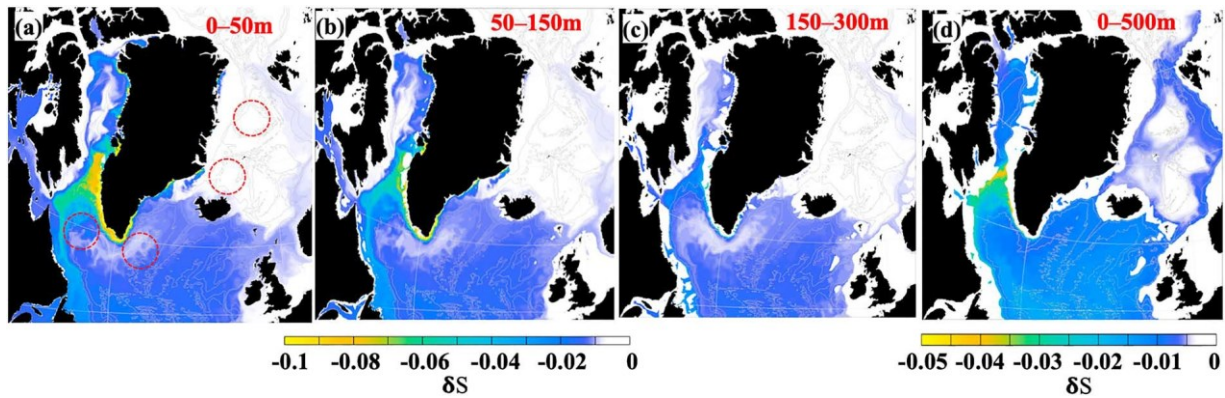 (a) 0–50m (b) 50–150m (c) 150–300m (d) 0–500m
-0.1 -0.08 -0.06 -0.04 -0.02 0 -0.05 -0.04 -0.03 -0.02 -0.01 0
δS δS